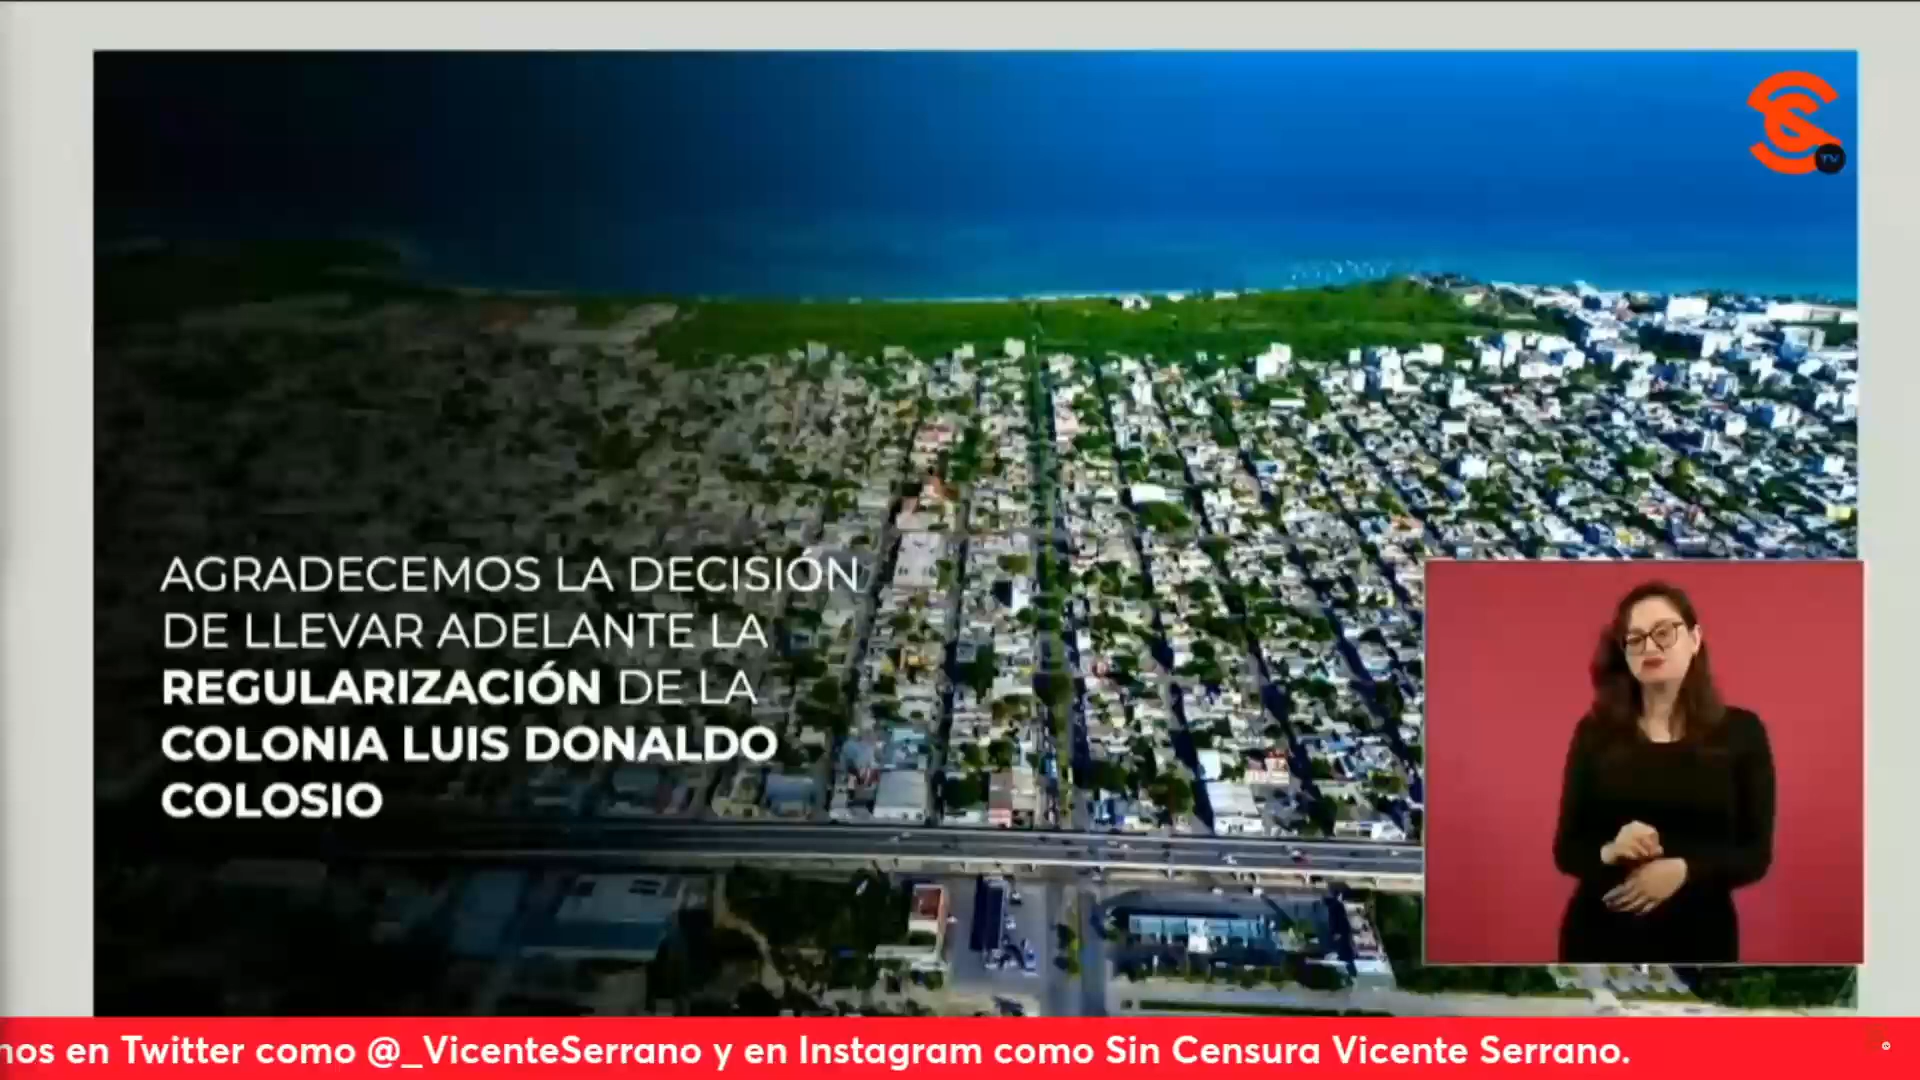 TV
AGRADECEMOS LA DECISIÓN
DE LLEVAR ADELANTE LA
REGULARIZACIÓN DE LA
COLONIA LUIS DONALDO
COLOSIO
nos en Twitter como @_VicenteSerrano y en Instagram como Sin Censura Vicente Serrano.